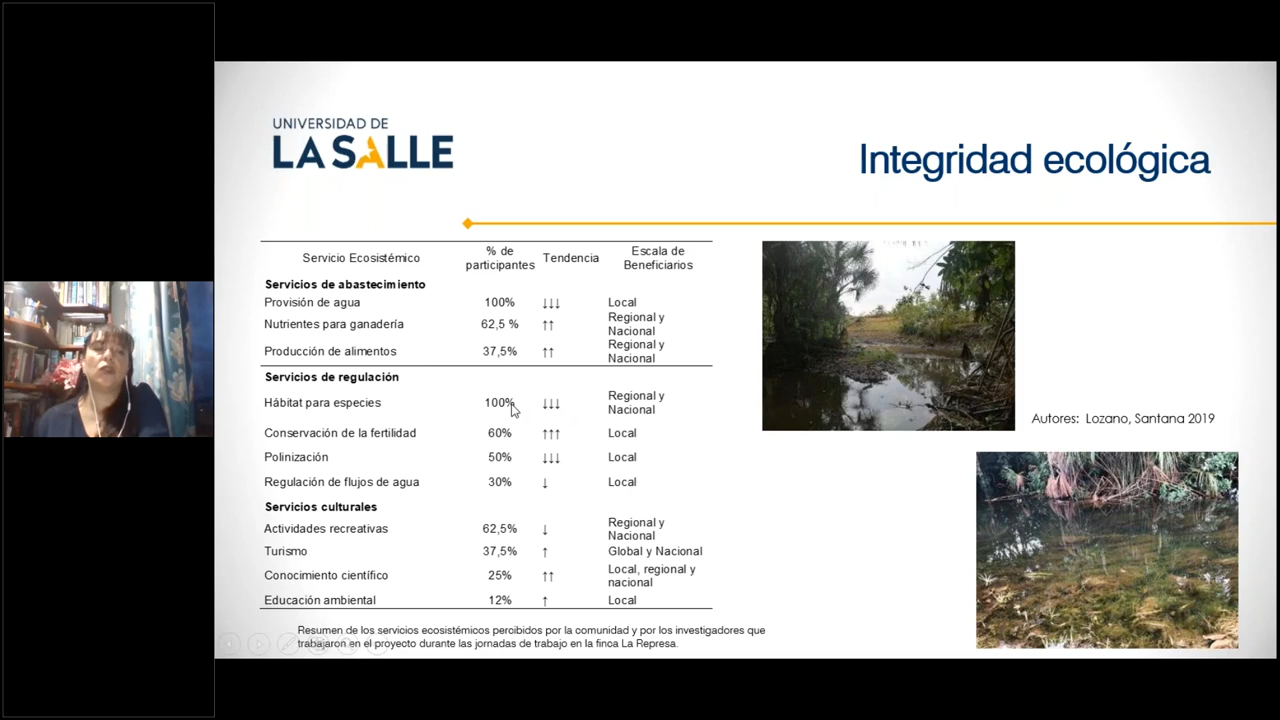 UNIVERSIDAD DE
LA SALLE
Integridad ecológica
Servicio Ecosistémico % de participantes Tendencia Escala de Beneficiarios
Servicios de abastecimiento
Provisión de agua 100% ↓↓↓ Local
Nutrientes para ganadería 62,5 % ↑↑ Regional y Nacional
Producción de alimentos 37,5% ↑↑ Regional y Nacional
Servicios de regulación
Hábitat para especies 100% ↓↓↓ Regional y Nacional
Conservación de la fertilidad 60% ↑↑↑ Local
Polinización 50% ↓↓↓ Local
Regulación de flujos de agua 30% ↓ Local
Servicios culturales
Actividades recreativas 62,5% ↓ Regional y Nacional
Turismo 37,5% ↑ Global y Nacional
Conocimiento científico 25% ↑↑ Local, regional y nacional
Educación ambiental 12% ↑ Local
Resumen de los servicios ecosistémicos percibidos por la comunidad y por los investigadores que
trabajaron en el proyecto durante las jornadas de trabajo en la finca La Represa.
Autores: Lozano, Santana 2019